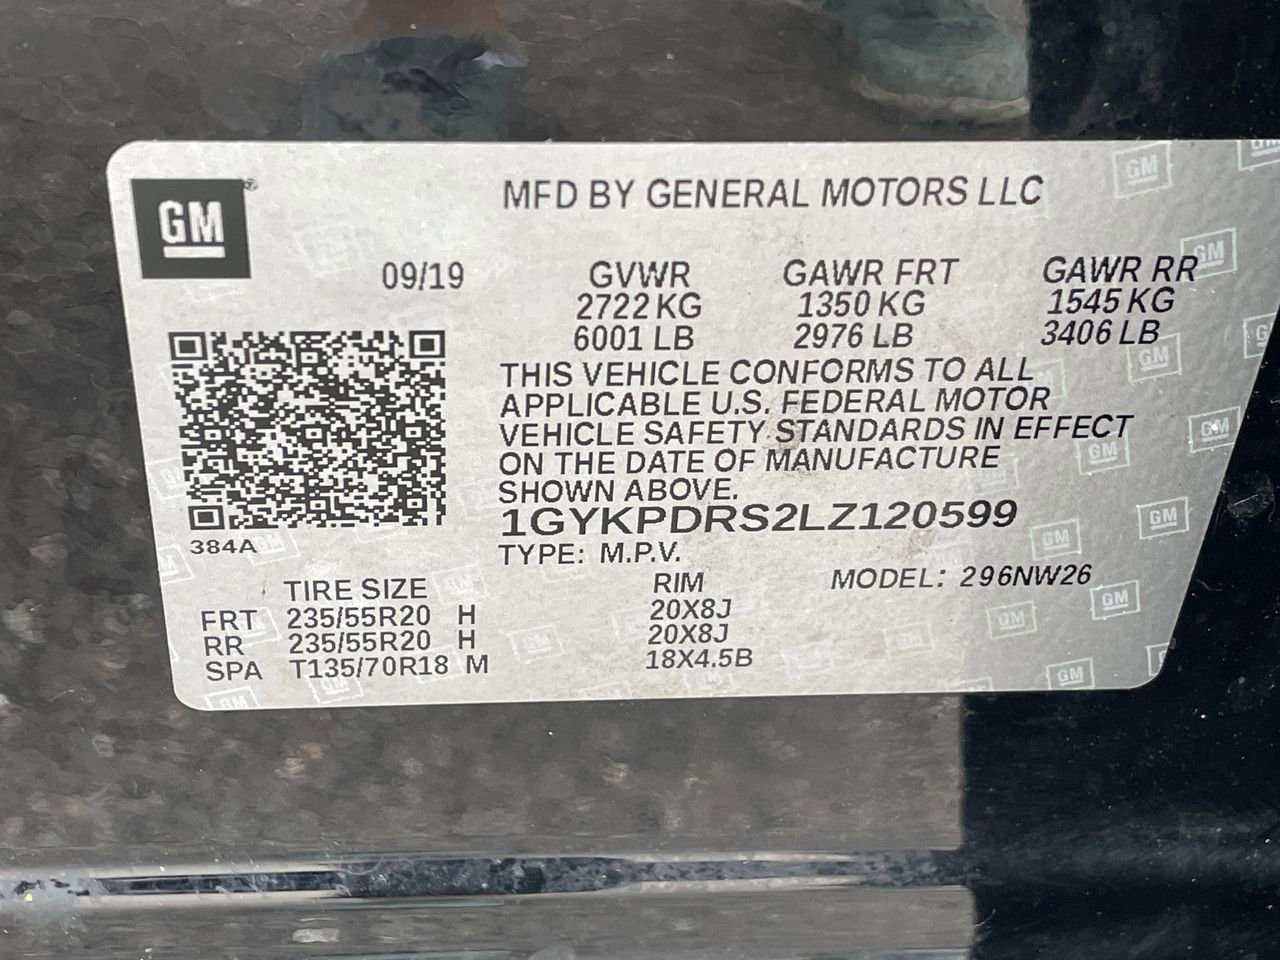 GM
MFD BY GENERAL MOTORS LLC
09/19
GVWR GAWR FRT GAWR RR
2722 KG 1350 KG 1545 KG
6001 LB 2976 LB 3406 LB
THIS VEHICLE CONFORMS TO ALL
APPLICABLE U.S. FEDERAL MOTOR
VEHICLE SAFETY STANDARDS IN EFFECT
ON THE DATE OF MANUFACTURE
SHOWN ABOVE.
1GYKPDRS2LZ120599
384A
TYPE: M.P.V.
MODEL: 296NW26
TIRE SIZE RIM
FRT 235/55R20 H 20X8J
RR 235/55R20 H 20X8J
SPA T135/70R18 M 18X4.5B